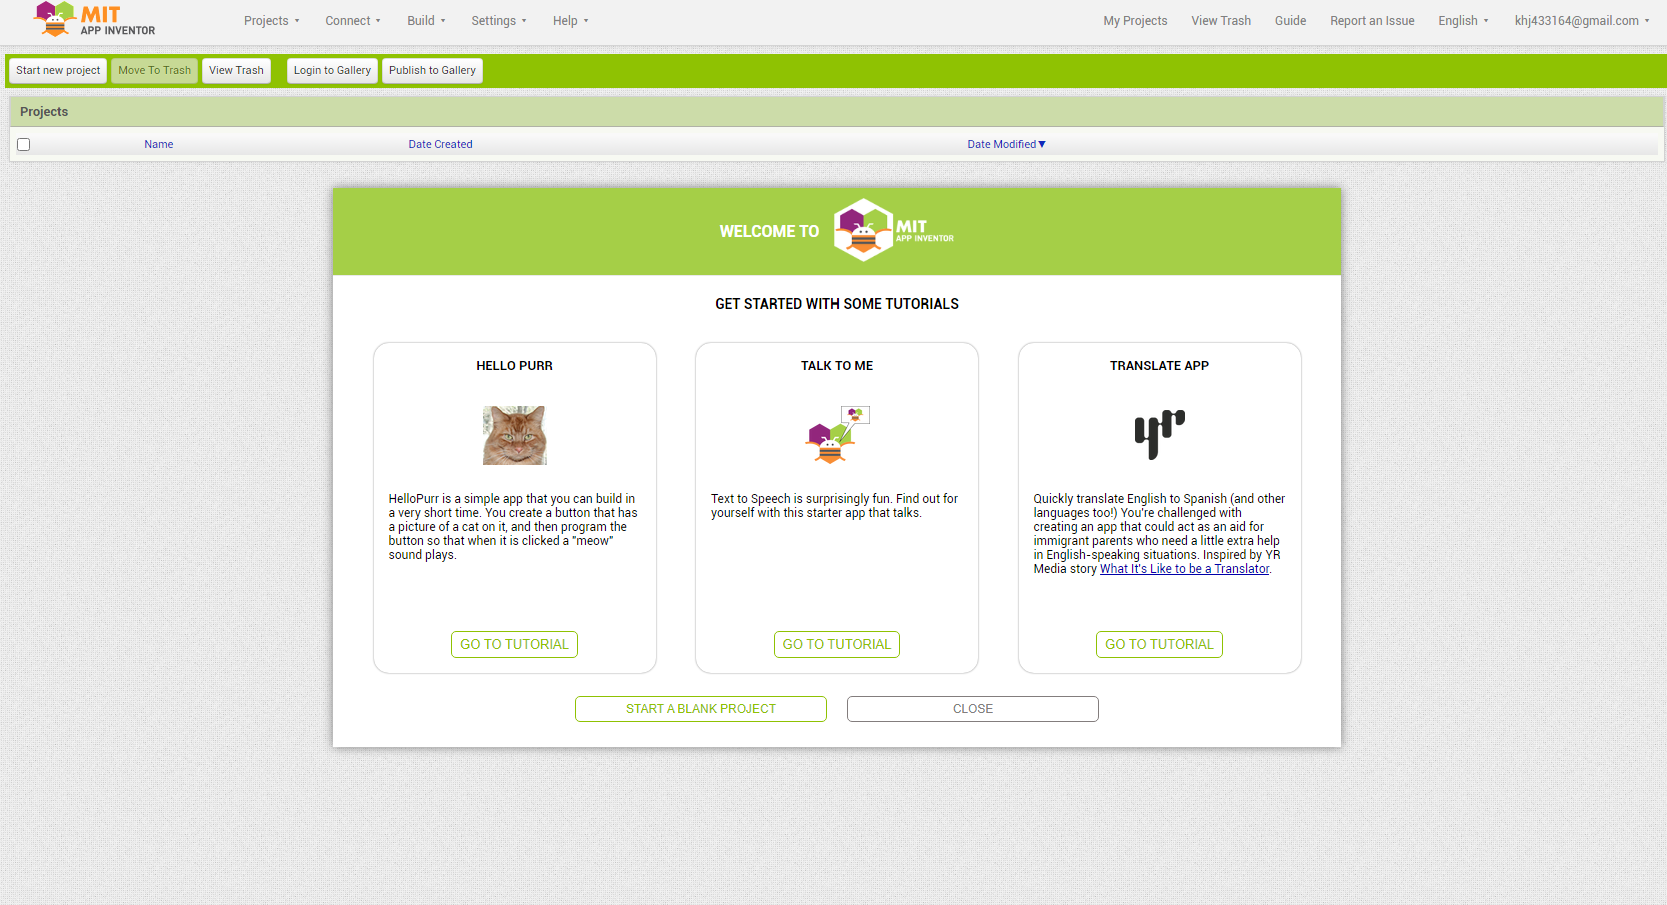 MIT
APP INVENTOR
Projects Connect Build Settings Help My Projects View Trash Guide Report an Issue English khj433164@gmail.com
Start new project Move To Trash View Trash Login to Gallery Publish to Gallery
Projects
Name Date Created Date Modified▼
WELCOME TO MIT
APP INVENTOR
GET STARTED WITH SOME TUTORIALS
HELLO PURR
HelloPurr is a simple app that you can build in
a very short time. You create a button that has
a picture of a cat on it, and then program the
button so that when it is clicked a "meow"
sound plays.
GO TO TUTORIAL
TALK TO ME
Text to Speech is surprisingly fun. Find out for
yourself with this starter app that talks.
GO TO TUTORIAL
TRANSLATE APP
Quickly translate English to Spanish (and other
languages too!) You're challenged with
creating an app that could act as an aid for
immigrant parents who need a little extra help
in English-speaking situations. Inspired by YR
Media story What It's Like to be a Translator.
GO TO TUTORIAL
START A BLANK PROJECT CLOSE